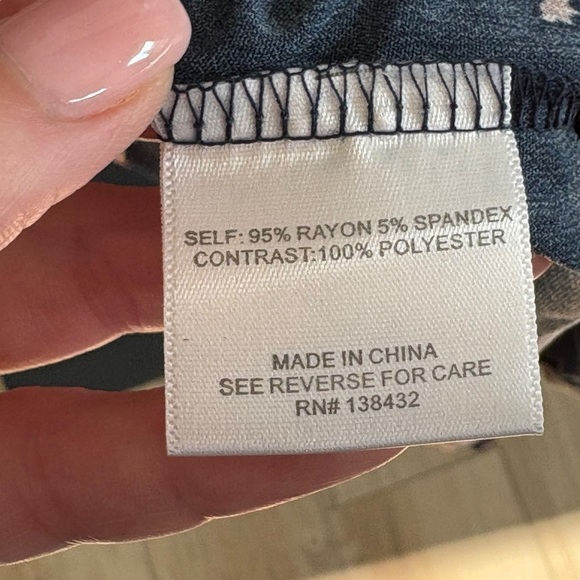 SELF: 95% RAYON 5% SPANDEX
CONTRAST:100% POLYESTER
MADE IN CHINA
SEE REVERSE FOR CARE
RN# 138432